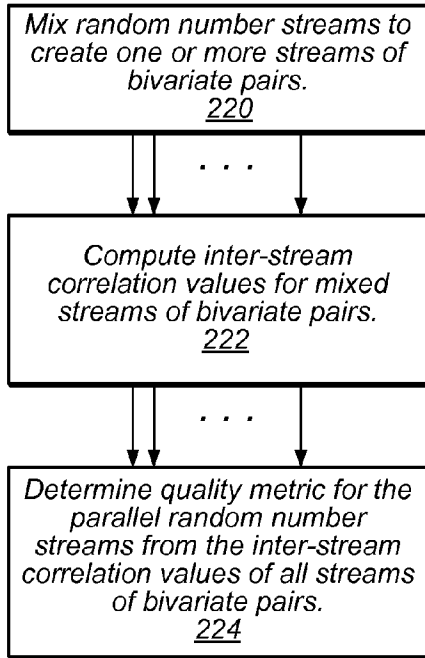 Mix random number streams to
create one or more streams of
bivariate pairs.
220
. . .
Compute inter-stream
correlation values for mixed
streams of bivariate pairs.
222
. . .
Determine quality metric for the
parallel random number
streams from the inter-stream
correlation values of all streams
of bivariate pairs.
224